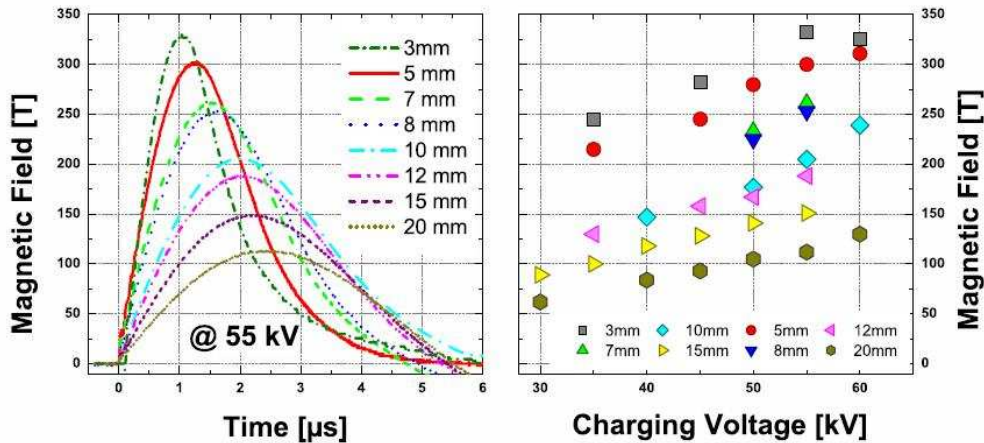 350
300
250
200
150
100
50
0
Magnetic Field [T]
3mm
5 mm
7 mm
8 mm
10 mm
12 mm
15 mm
20 mm
@ 55 kV
0 1 2 3 4 5 6
Time [µs]
350
300
250
200
150
100
50
0
Magnetic Field [T]
3mm 10mm 5mm 12mm
7mm 15mm 8mm 20mm
30 40 50 60
Charging Voltage [kV]